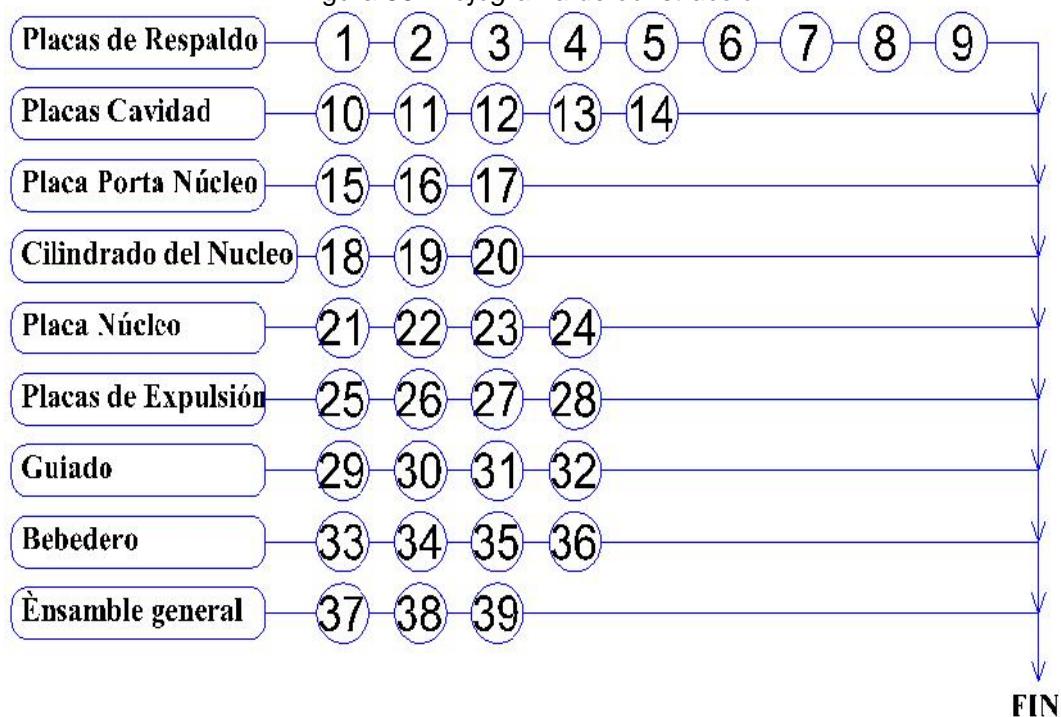 Placas de Respaldo 1 2 3 4 5 6 7 8 9
Placas Cavidad 10 11 12 13 14
Placa Porta Núcleo 15 16 17
Cilindrado del Nucleo 18 19 20
Placa Núcleo 21 22 23 24
Placas de Expulsión 25 26 27 28
Guiado 29 30 31 32
Bebedero 33 34 35 36
Ènsamble general 37 38 39
FIN